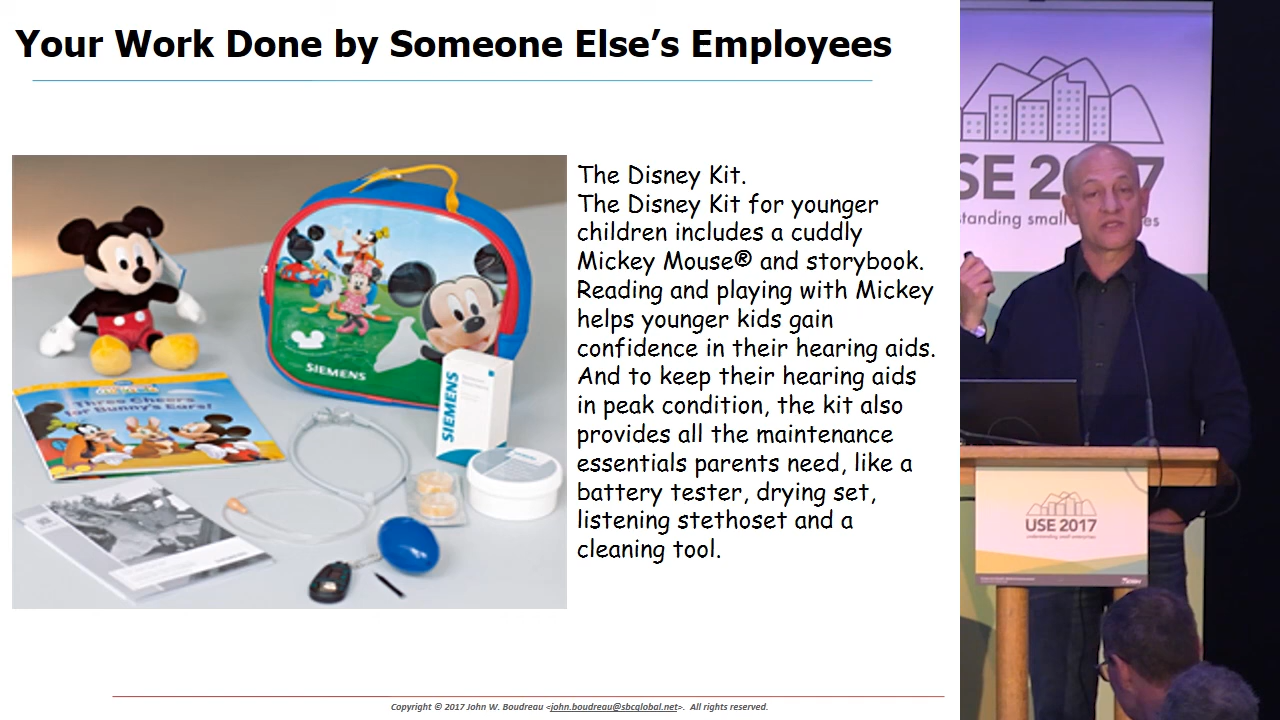 Your Work Done by Someone Else’s Employees
The Disney Kit.
The Disney Kit for younger
children includes a cuddly
Mickey Mouse® and storybook.
Reading and playing with Mickey
helps younger kids gain
confidence in their hearing aids.
And to keep their hearing aids
in peak condition, the kit also
provides all the maintenance
essentials parents need, like a
battery tester, drying set,
listening stethoset and a
cleaning tool.
SIEMENS
SIEMENS
Three Cheers
for Bunny's Ears!
Copyright © 2017 John W. Boudreau <john.boudreau@sbcglobal.net>. All rights reserved.
SE 2 7
standing small es
USE 2017
understanding small enterprises